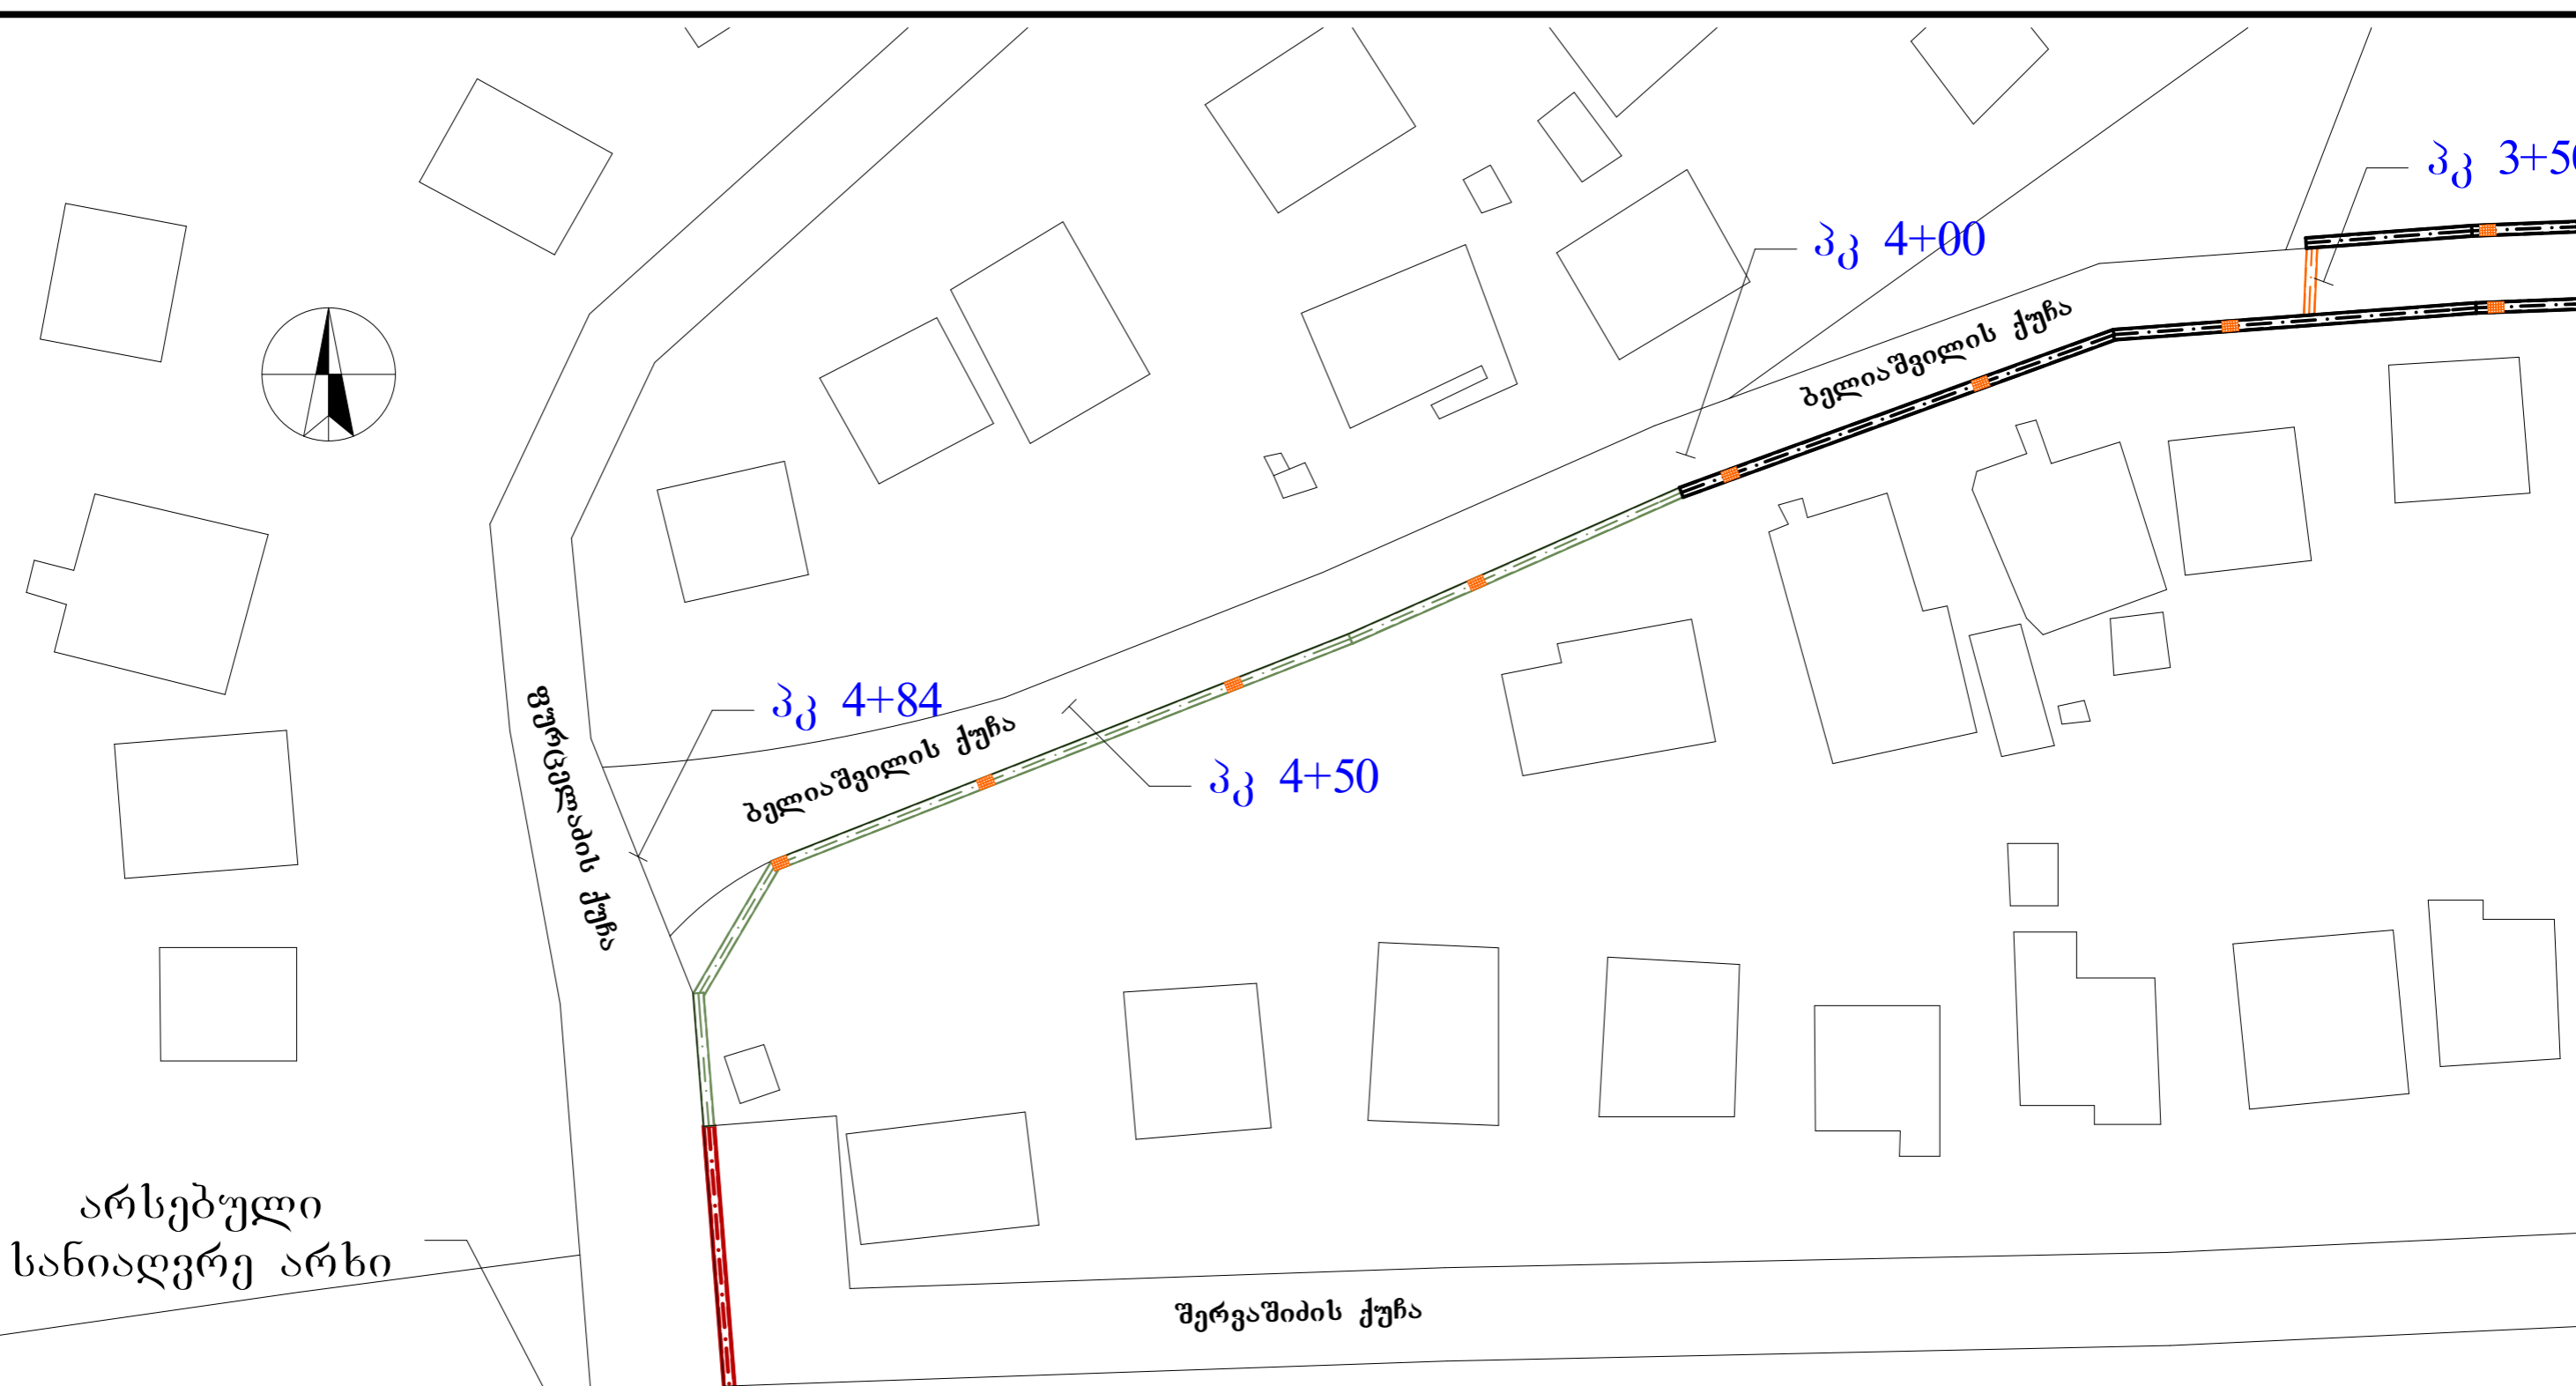 პკ 3+50
პკ 4+00
ბელიაშვილის ქუჩა
პკ 4+84
ბელიაშვილის ქუჩა
პკ 4+50
ფურცელაძის ქუჩა
არსებული
სანიაღვრე არხი
შერვაშიძის ქუჩა